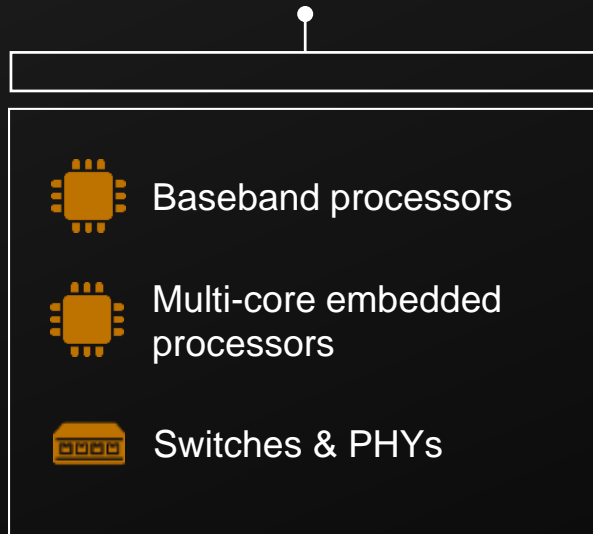 Baseband processors
Multi-core embedded
processors
Switches & PHYs